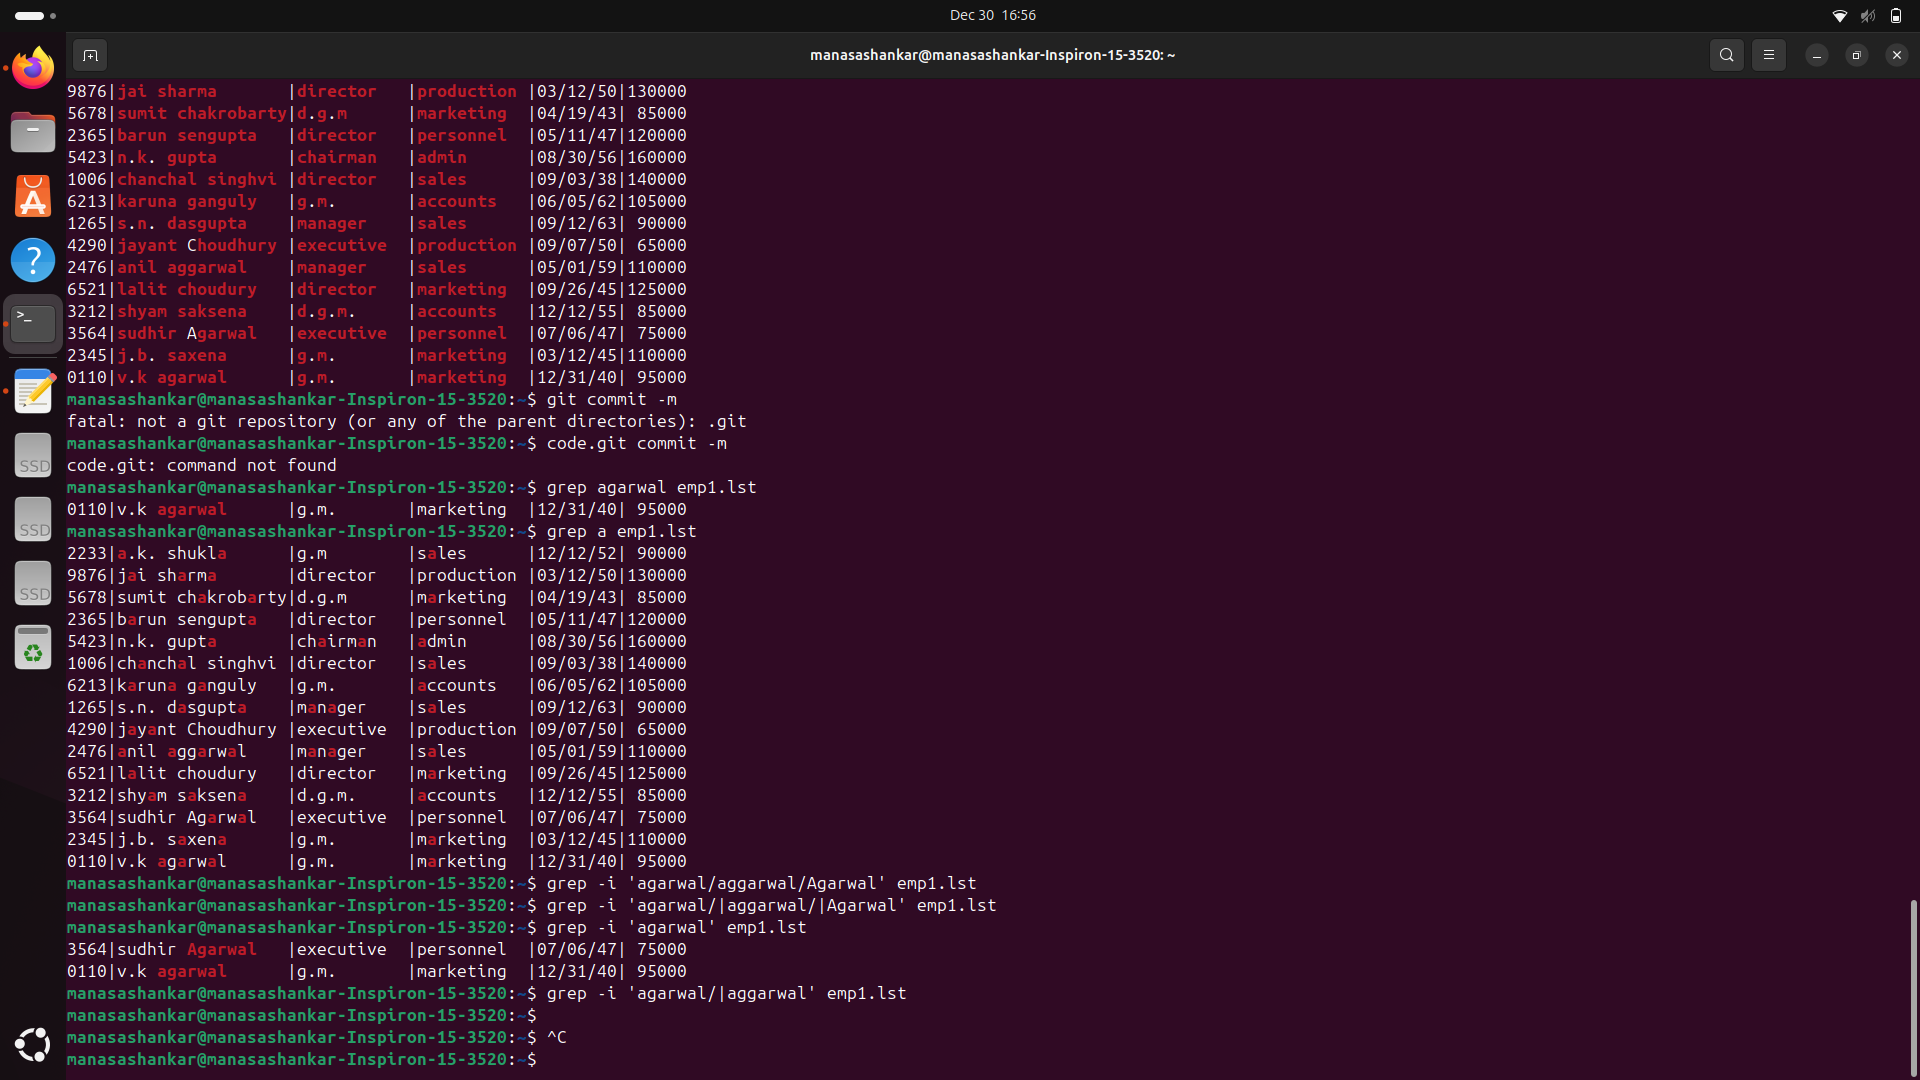 Dec 30 16:56
manasashankar@manasashankar-Inspiron-15-3520: ~
9876|jai sharma       |director   |production |03/12/50|130000
5678|sumit chakrobarty|d.g.m      |marketing  |04/19/43| 85000
2365|barun sengupta   |director   |personnel  |05/11/47|120000
5423|n.k. gupta       |chairman   |admin      |08/30/56|160000
1006|chanchal singhvi |director   |sales      |09/03/38|140000
6213|karuna ganguly   |g.m.       |accounts   |06/05/62|105000
1265|s.n. dasgupta    |manager    |sales      |09/12/63| 90000
4290|jayant Choudhury |executive  |production |09/07/50| 65000
2476|anil aggarwal    |manager    |sales      |05/01/59|110000
6521|lalit choudury   |director   |marketing  |09/26/45|125000
3212|shyam saksena    |d.g.m.     |accounts   |12/12/55| 85000
3564|sudhir Agarwal   |executive  |personnel  |07/06/47| 75000
2345|j.b. saxena      |g.m.       |marketing  |03/12/45|110000
0110|v.k agarwal      |g.m.       |marketing  |12/31/40| 95000
manasashankar@manasashankar-Inspiron-15-3520:~$ git commit -m
fatal: not a git repository (or any of the parent directories): .git
manasashankar@manasashankar-Inspiron-15-3520:~$ code.git commit -m
code.git: command not found
manasashankar@manasashankar-Inspiron-15-3520:~$ grep agarwal emp1.lst
0110|v.k agarwal      |g.m.       |marketing  |12/31/40| 95000
manasashankar@manasashankar-Inspiron-15-3520:~$ grep a emp1.lst
2233|a.k. shukla      |g.m        |sales      |12/12/52| 90000
9876|jai sharma       |director   |production |03/12/50|130000
5678|sumit chakrobarty|d.g.m      |marketing  |04/19/43| 85000
2365|barun sengupta   |director   |personnel  |05/11/47|120000
5423|n.k. gupta       |chairman   |admin      |08/30/56|160000
1006|chanchal singhvi |director   |sales      |09/03/38|140000
6213|karuna ganguly   |g.m.       |accounts   |06/05/62|105000
1265|s.n. dasgupta    |manager    |sales      |09/12/63| 90000
4290|jayant Choudhury |executive  |production |09/07/50| 65000
2476|anil aggarwal    |manager    |sales      |05/01/59|110000
6521|lalit choudury   |director   |marketing  |09/26/45|125000
3212|shyam saksena    |d.g.m.     |accounts   |12/12/55| 85000
3564|sudhir Agarwal   |executive  |personnel  |07/06/47| 75000
2345|j.b. saxena      |g.m.       |marketing  |03/12/45|110000
0110|v.k agarwal      |g.m.       |marketing  |12/31/40| 95000
manasashankar@manasashankar-Inspiron-15-3520:~$ grep -i 'agarwal/aggarwal/Agarwal' emp1.lst
manasashankar@manasashankar-Inspiron-15-3520:~$ grep -i 'agarwal/|aggarwal/|Agarwal' emp1.lst
manasashankar@manasashankar-Inspiron-15-3520:~$ grep -i 'agarwal' emp1.lst
3564|sudhir Agarwal   |executive  |personnel  |07/06/47| 75000
0110|v.k agarwal      |g.m.       |marketing  |12/31/40| 95000
manasashankar@manasashankar-Inspiron-15-3520:~$ grep -i 'agarwal/|aggarwal' emp1.lst
manasashankar@manasashankar-Inspiron-15-3520:~$
manasashankar@manasashankar-Inspiron-15-3520:~$ ^C
manasashankar@manasashankar-Inspiron-15-3520:~$
?
>_
SSD
SSD
SSD